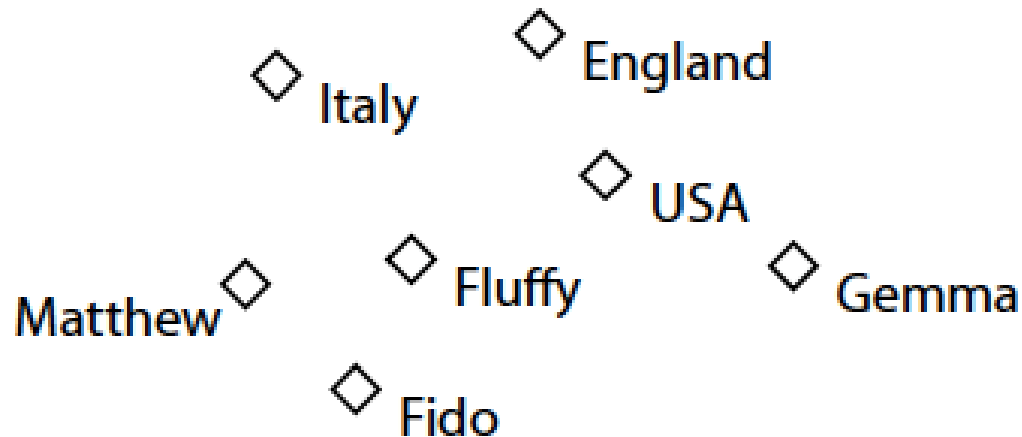 England
Italy
USA
Fluffy
Gemma
Matthew
Fido